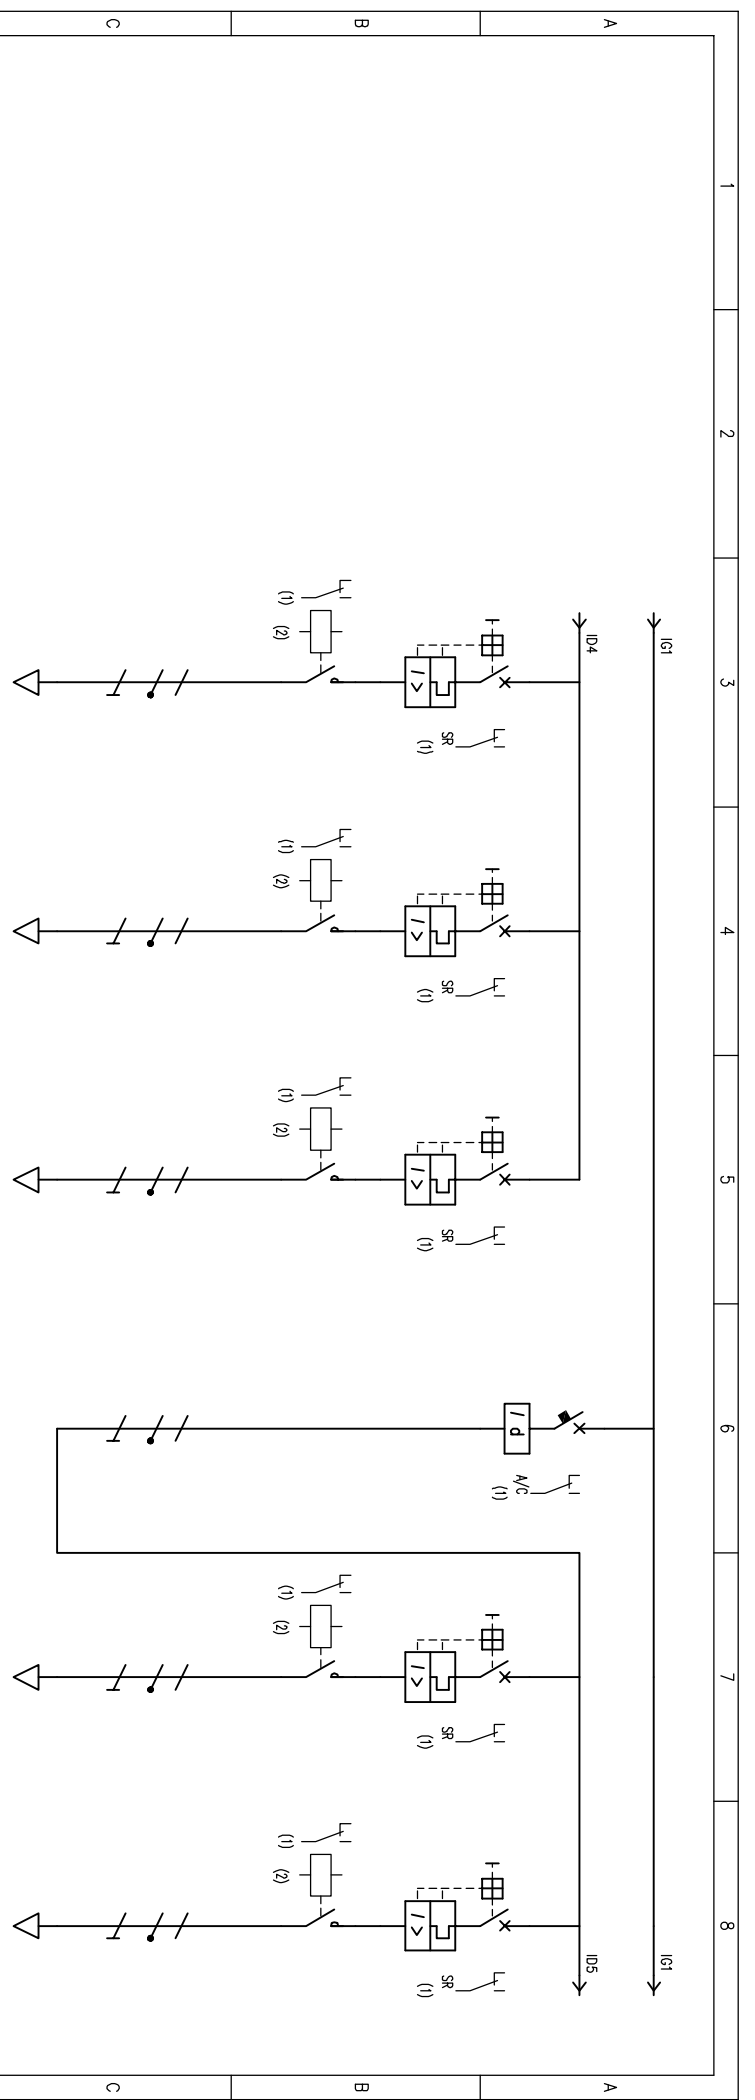 1 2 3 4 5 6 7 8
IG1 IG1
A A
ID4 ID5
A/C
I d
(1)
SR SR SR SR SR
I > I > I > I > I >
(1) (1) (1) (1) (1)
B B
(1) (2) (1) (2) (1) (2) (1) (2) (1) (2)
C C